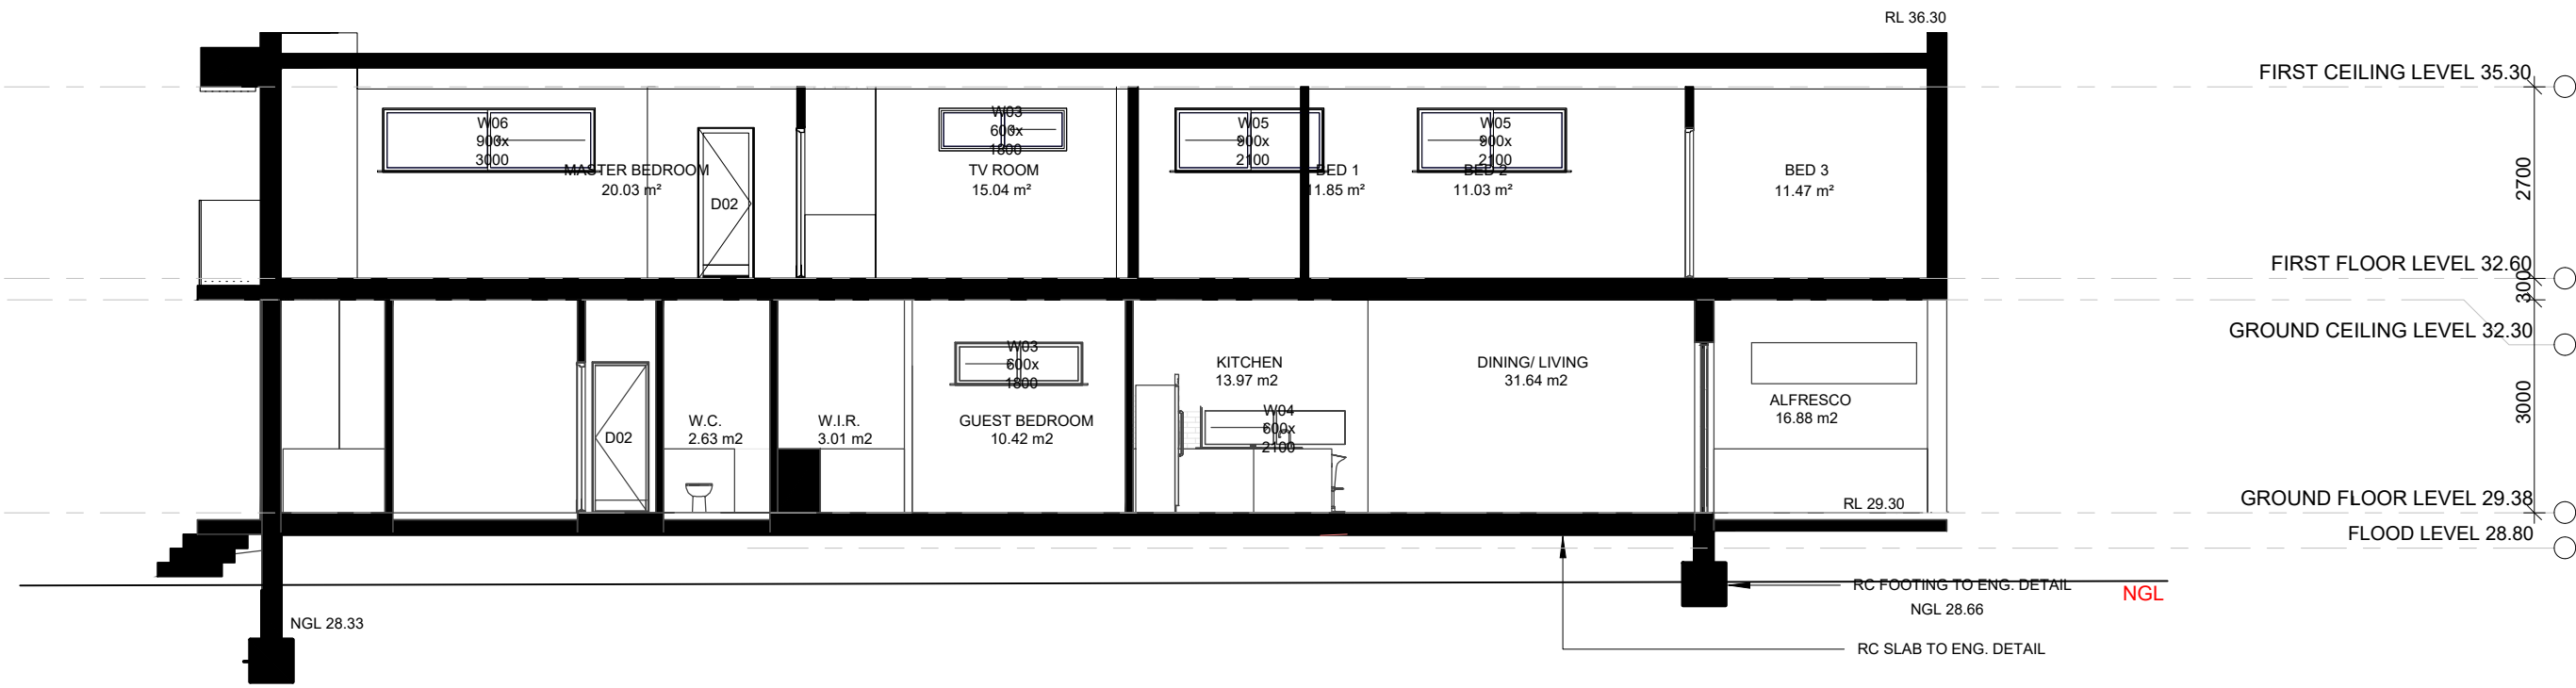 RL 36.30
FIRST CEILING LEVEL 35.30
W06
900x
3000
MASTER BEDROOM
20.03 m²
D02
W03
600x
1800
TV ROOM
15.04 m²
W05
900x
2100
BED 1
11.85 m²
W05
900x
2100
BED 2
11.03 m²
BED 3
11.47 m²
2700
FIRST FLOOR LEVEL 32.60
300
GROUND CEILING LEVEL 32.30
D02
W.C.
2.63 m2
W.I.R.
3.01 m2
W03
600x
1800
GUEST BEDROOM
10.42 m2
KITCHEN
13.97 m2
W04
600x
2100
DINING/ LIVING
31.64 m2
ALFRESCO
16.88 m2
3000
RL 29.30
GROUND FLOOR LEVEL 29.38
FLOOD LEVEL 28.80
RC FOOTING TO ENG. DETAIL
NGL
NGL 28.66
NGL 28.33
RC SLAB TO ENG. DETAIL